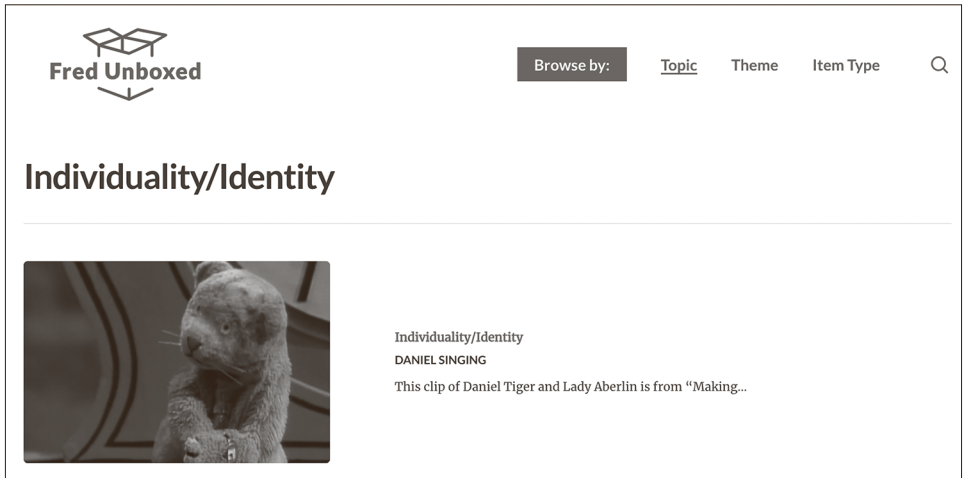 Fred Unboxed
Browse by: Topic Theme Item Type
Individuality/Identity
Individuality/Identity
DANIEL SINGING
This clip of Daniel Tiger and Lady Aberlin is from “Making...